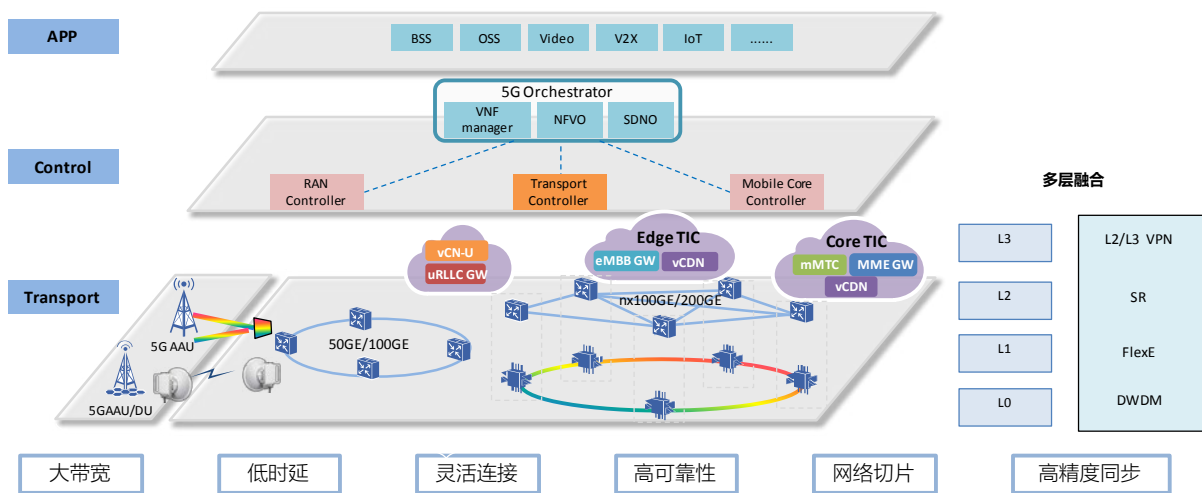 APP
BSS
OSS
Video
V2X
IoT
......
5G Orchestrator
VNF
manager
NFVO
SDNO
Control
RAN
Controller
Transport
Controller
Mobile Core
Controller
多层融合
vCN-U
uRLLC GW
Edge TIC
eMBB GW
vCDN
Core TIC
mMTC
MME GW
vCDN
L3
L2/L3 VPN
Transport
nx100GE/200GE
L2
SR
5G AAU
50GE/100GE
L1
FlexE
5GAAU/DU
L0
DWDM
大带宽
低时延
灵活连接
高可靠性
网络切片
高精度同步